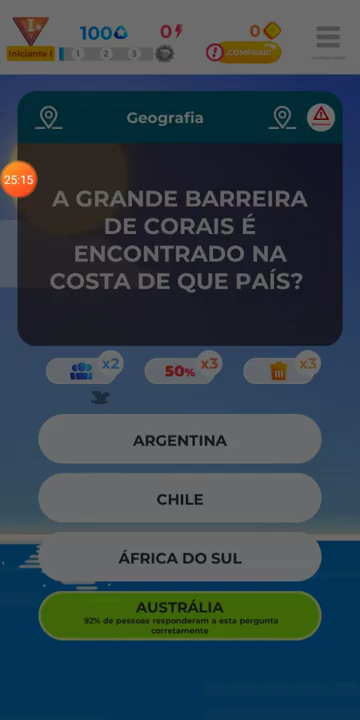 100 0 0
Iniciante I 1 2 3 ¡COMPRAR!
Geografia
25:15
A GRANDE BARREIRA
DE CORAIS É
ENCONTRADO NA
COSTA DE QUE PAÍS?
x2 50% x3 x3
ARGENTINA
CHILE
ÁFRICA DO SUL
AUSTRÁLIA
92% de pessoas responderam a esta pergunta
corretamente